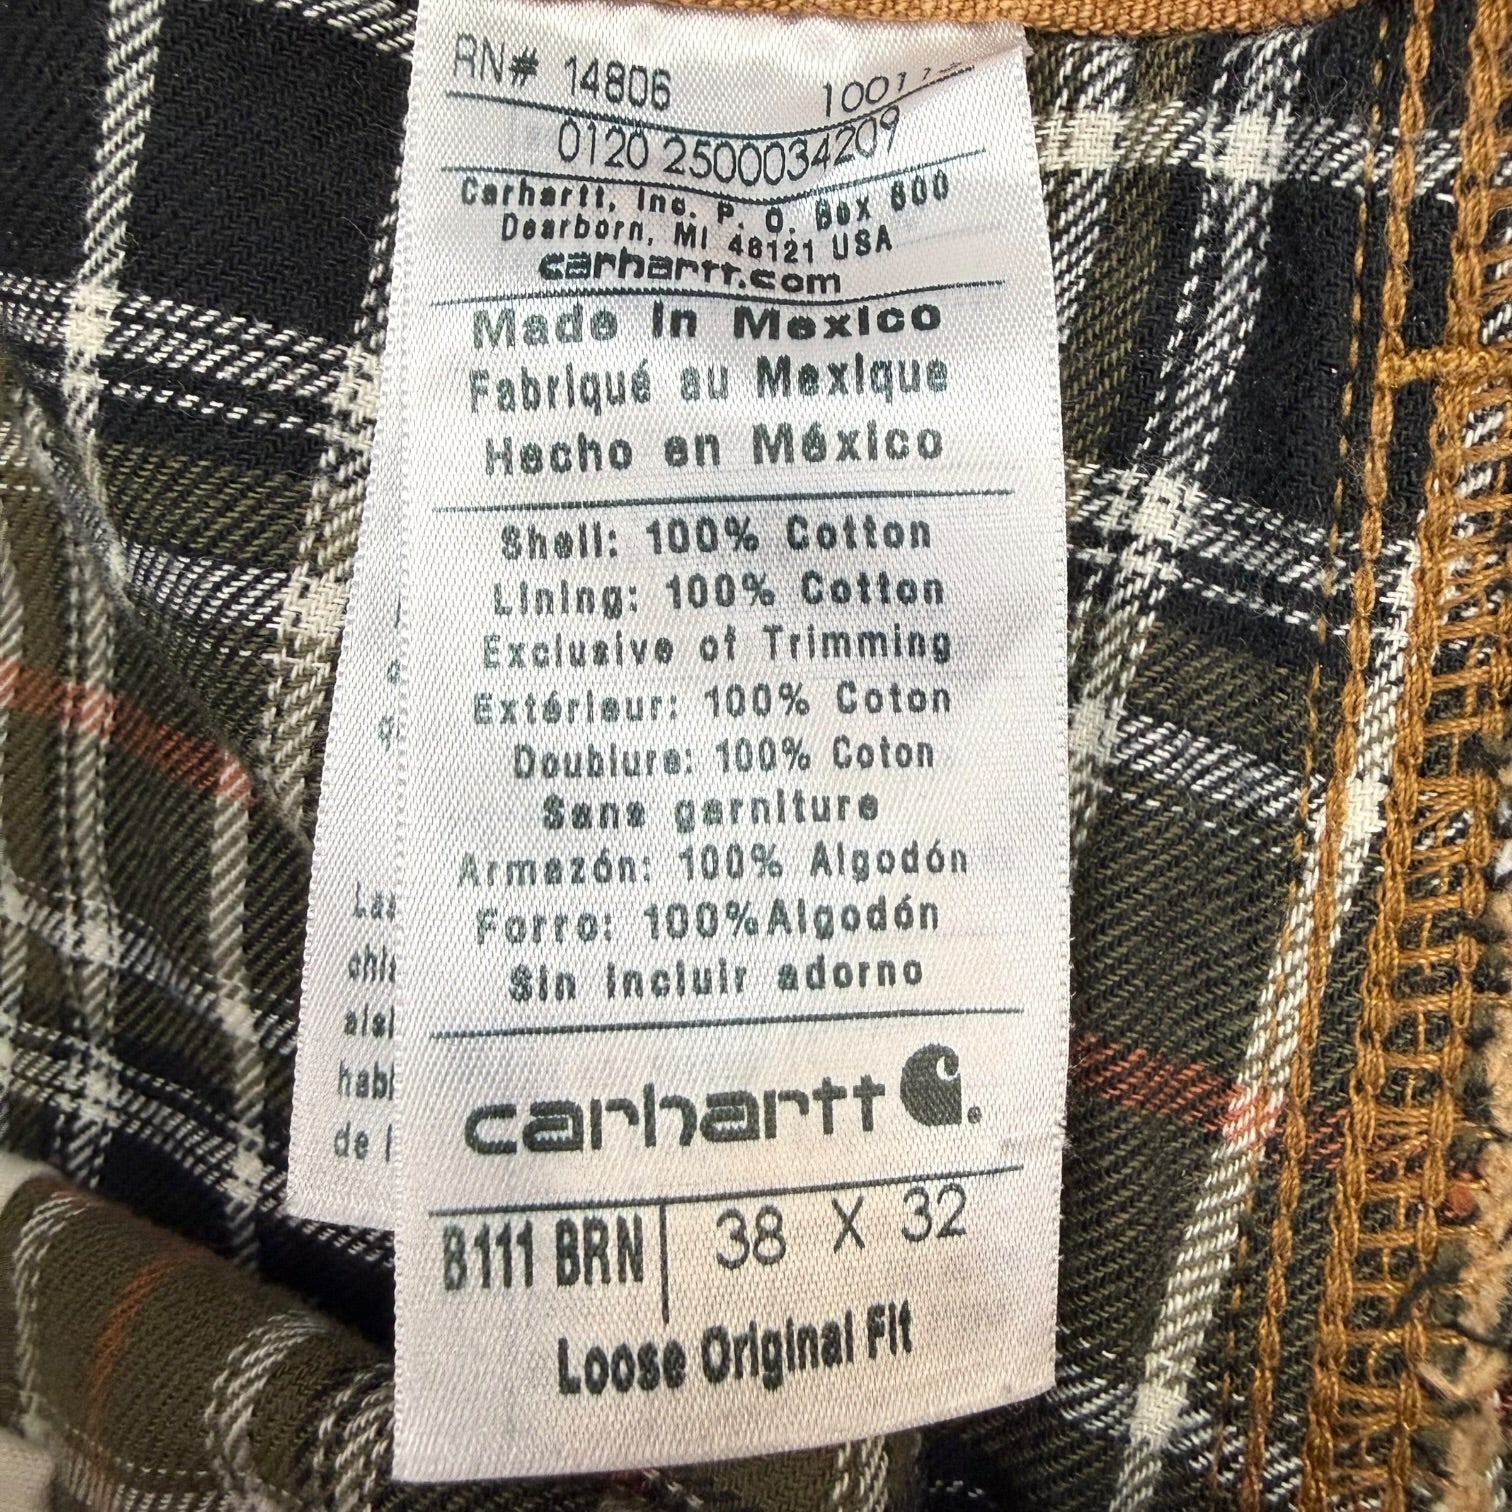 RN# 14806
0120 2500034209
Carhartt, Inc. P. O. Box 600
Dearborn, MI 48121 USA
carhartt.com
Made in Mexico
Fabriqué au Mexique
Hecho en México
Shell: 100% Cotton
Lining: 100% Cotton
Exclusive of Trimming
Extérieur: 100% Coton
Doublure: 100% Coton
Sans garniture
Armazón: 100% Algodón
Forro: 100%Algodón
Sin incluir adorno
carhartt
B111 BRN 38 X 32
Loose Original Fit
de